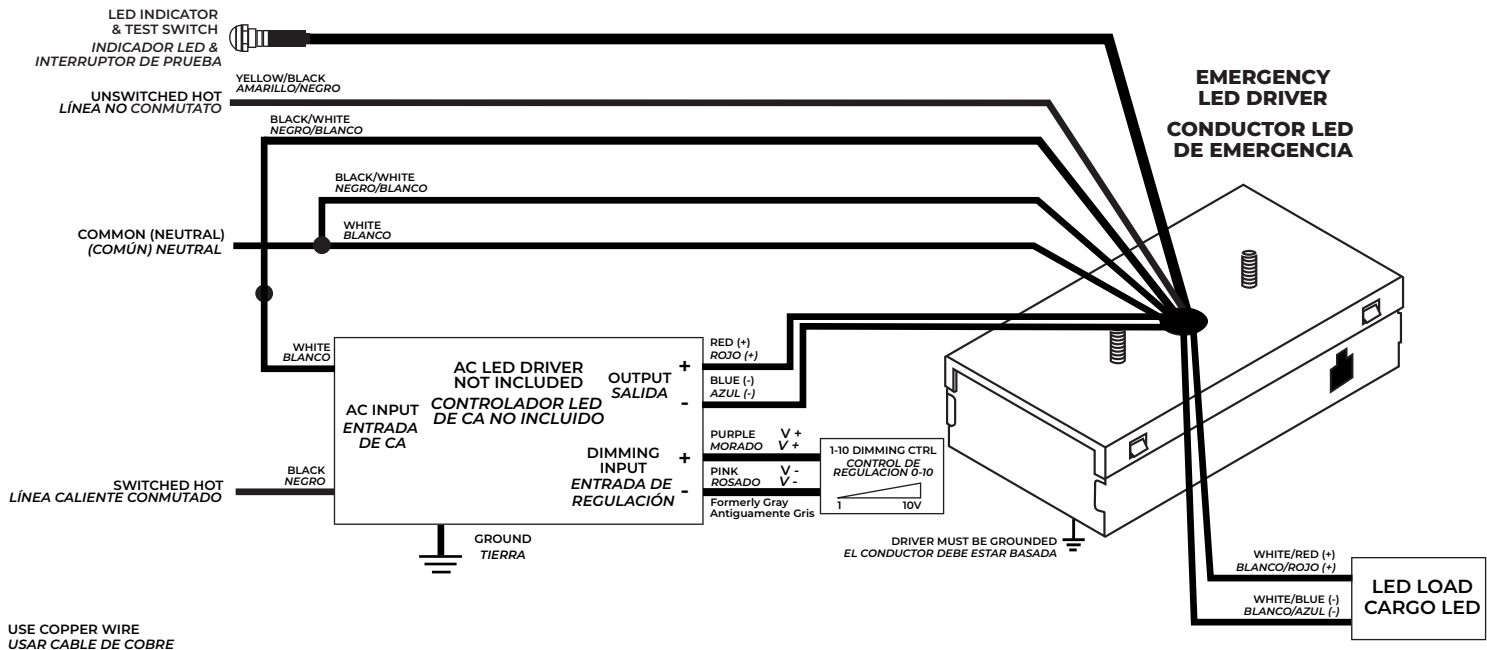 LED INDICATOR
& TEST SWITCH
INDICADOR LED &
INTERRUPTOR DE PRUEBA
YELLOW/BLACK
AMARILLO/NEGRO
UNSWITCHED HOT
LÍNEA NO CONMUTATO
BLACK/WHITE
NEGRO/BLANCO
BLACK/WHITE
NEGRO/BLANCO
WHITE
BLANCO
COMMON (NEUTRAL)
(COMÚN) NEUTRAL
EMERGENCY
LED DRIVER
CONDUCTOR LED
DE EMERGENCIA
WHITE
BLANCO
AC LED DRIVER
NOT INCLUDED
CONTROLADOR LED
DE CA NO INCLUIDO
AC INPUT
ENTRADA
DE CA
OUTPUT
SALIDA
+
-
RED (+)
ROJO (+)
BLUE (-)
AZUL (-)
DIMMING
INPUT
ENTRADA DE
REGULACIÓN
+
-
PURPLE V +
MORADO V +
PINK V -
ROSADO V -
Formerly Gray
Antiguamente Gris
1-10 DIMMING CTRL
CONTROL DE
REGULACIÓN 0-10
1 10V
BLACK
NEGRO
SWITCHED HOT
LÍNEA CALIENTE CONMUTADO
GROUND
TIERRA
DRIVER MUST BE GROUNDED
EL CONDUCTOR DEBE ESTAR BASADA
WHITE/RED (+)
BLANCO/ROJO (+)
WHITE/BLUE (-)
BLANCO/AZUL (-)
LED LOAD
CARGO LED
USE COPPER WIRE
USAR CABLE DE COBRE